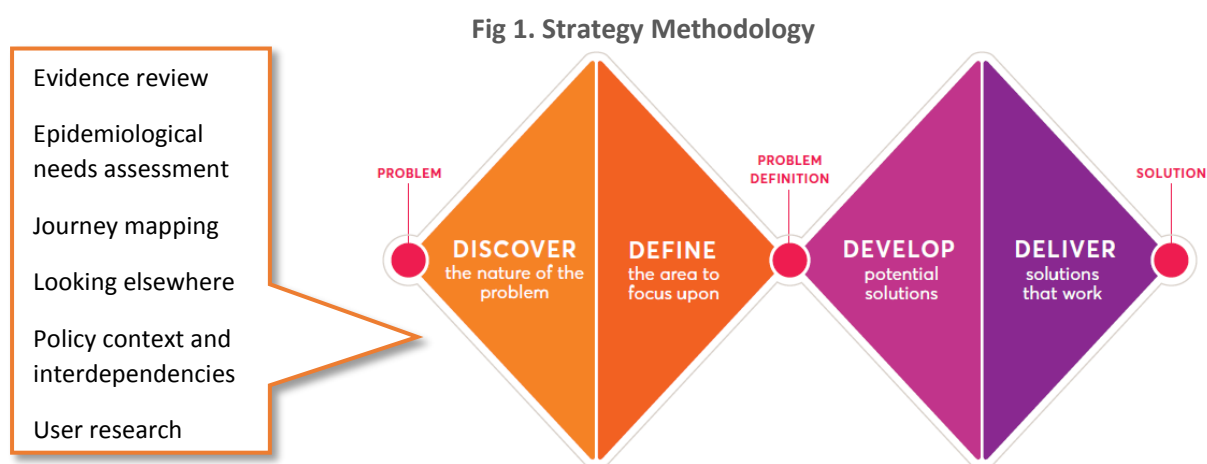 Fig 1. Strategy Methodology
Evidence review
Epidemiological
needs assessment
Journey mapping
Looking elsewhere
Policy context and
interdependencies
User research
PROBLEM
DISCOVER
the nature of the
problem
DEFINE
the area to
focus upon
PROBLEM
DEFINITION
DEVELOP
potential
solutions
DELIVER
solutions
that work
SOLUTION